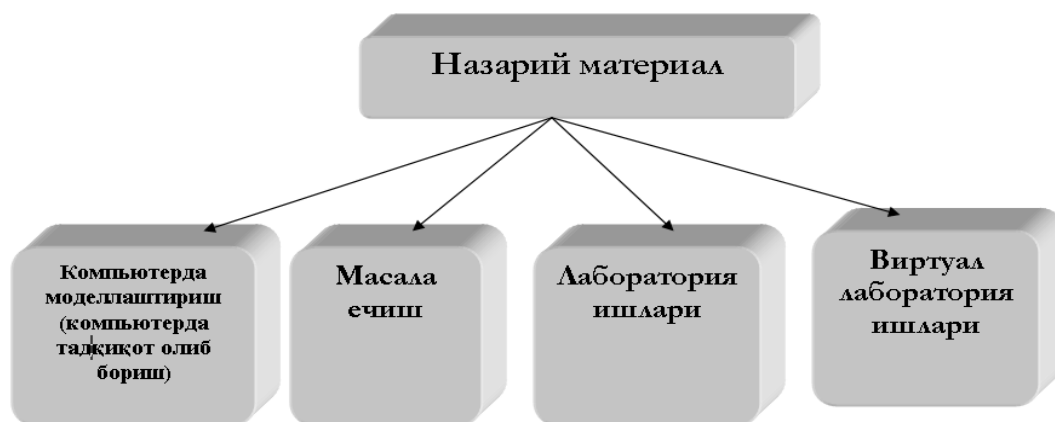 Назарий материал
Компьютерда
моделлаштириш
(компьютерда
тадқиқот олиб
бориш)
Масала
ечиш
Лаборатория
ишлари
Виртуал
лаборатория
ишлари